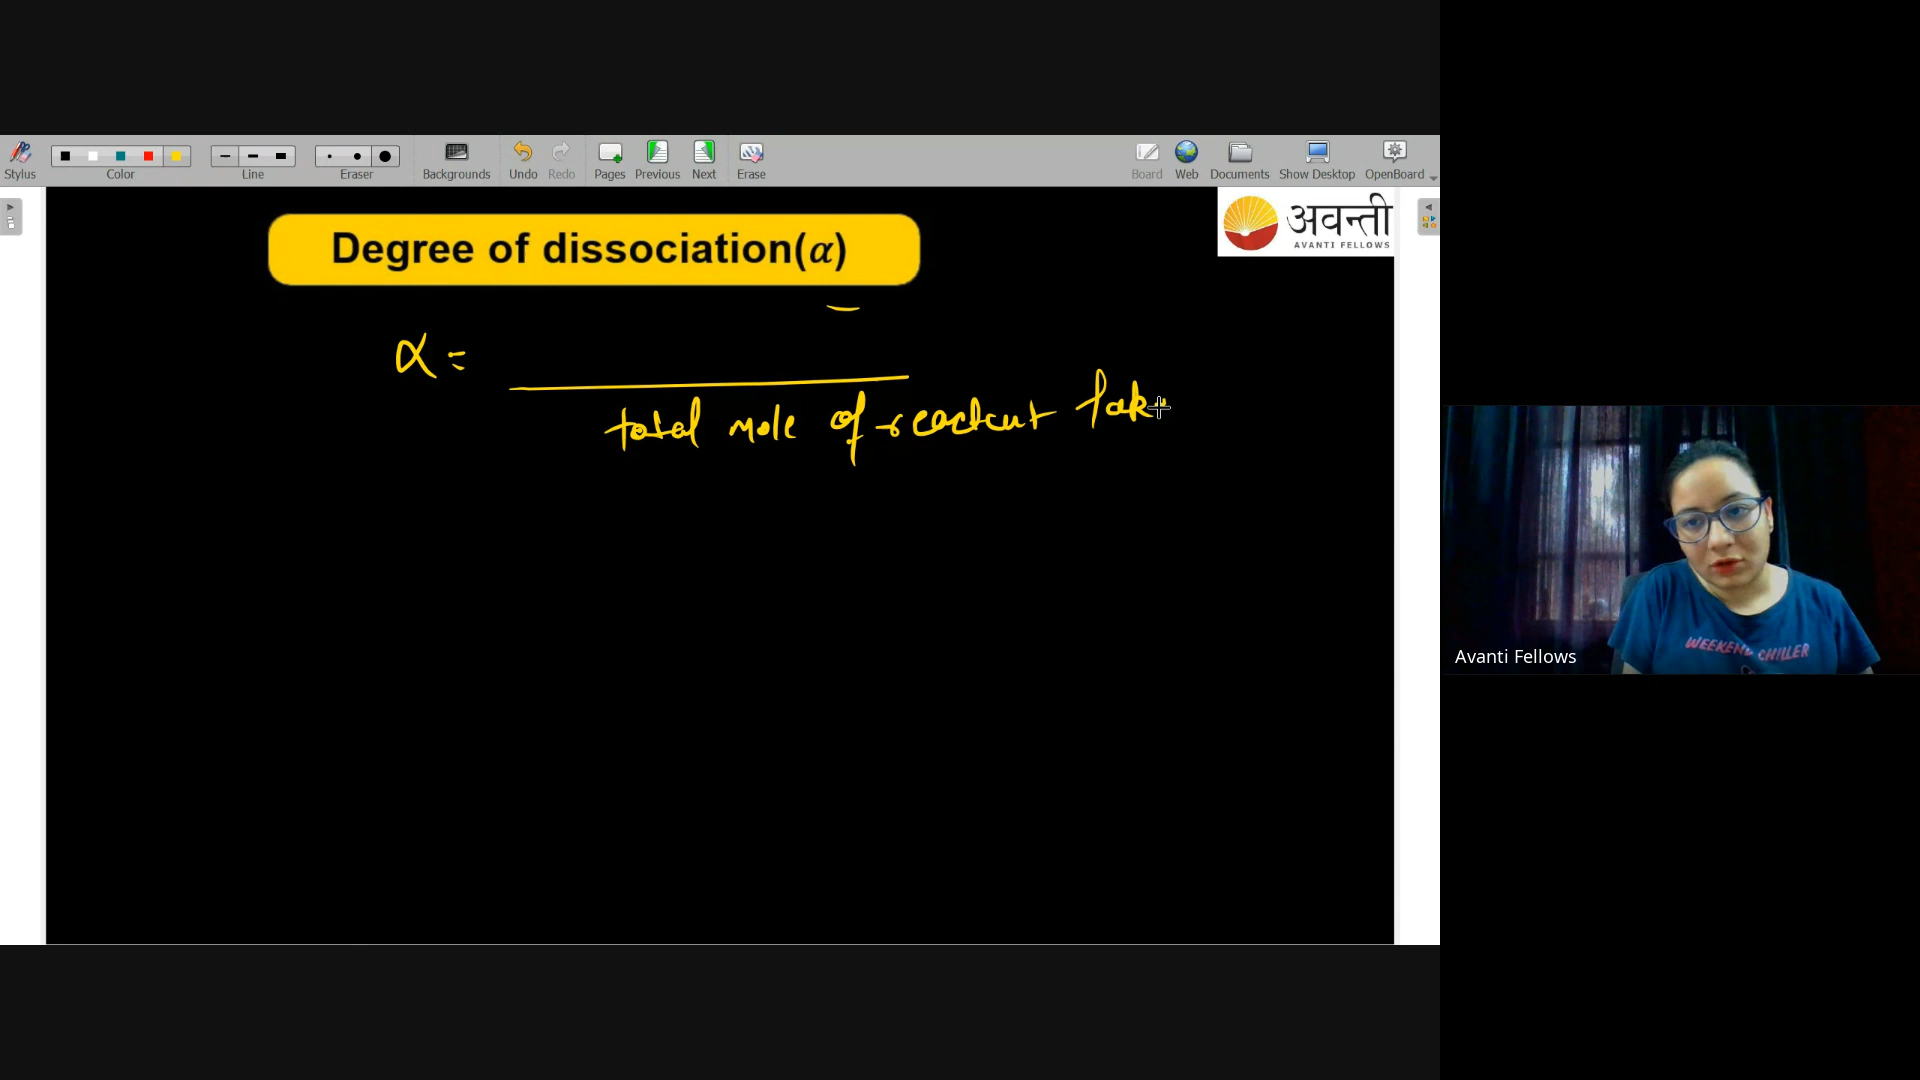 Stylus
Color
Line
Eraser
Backgrounds
Undo
Redo
Pages
Previous
Next
Erase
Board
Web
Documents
Show Desktop
OpenBoard
Degree of dissociation(α)
अवन्ती
AVANTI FELLOWS
α =
total mole of reactant tak
WEEKEND CHILLER
Avanti Fellows